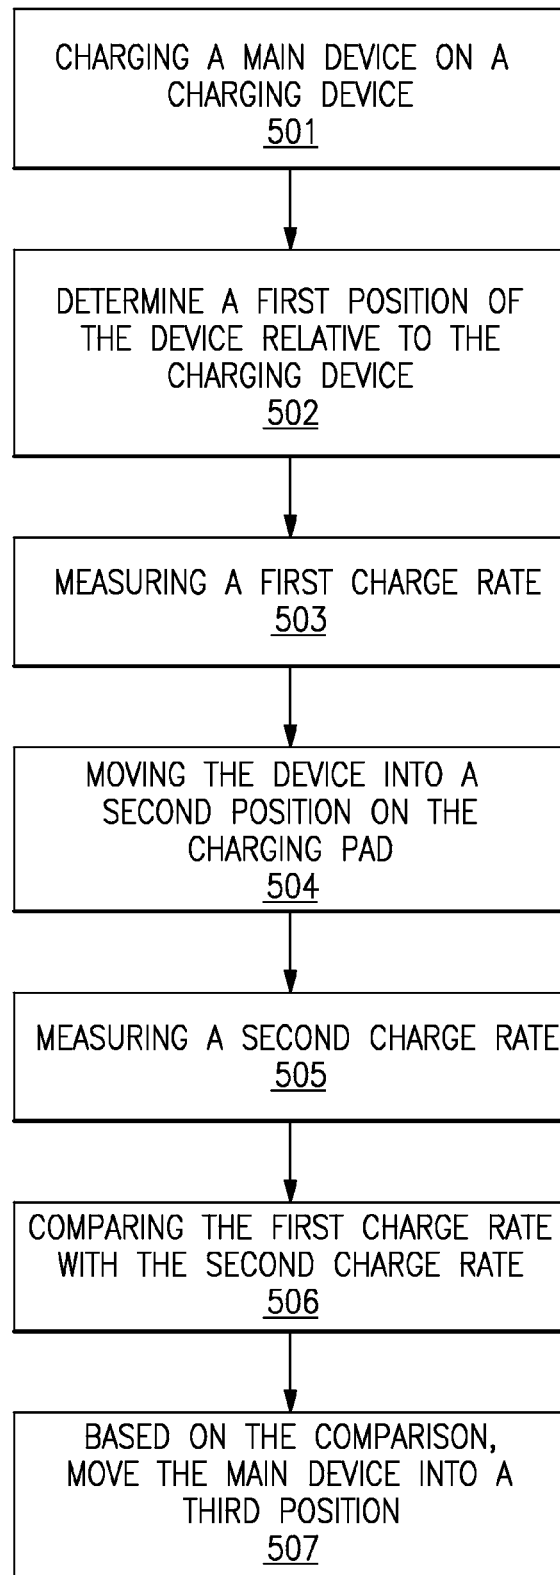 CHARGING A MAIN DEVICE ON A
CHARGING DEVICE
501
DETERMINE A FIRST POSITION OF
THE DEVICE RELATIVE TO THE
CHARGING DEVICE
502
MEASURING A FIRST CHARGE RATE
503
MOVING THE DEVICE INTO A
SECOND POSITION ON THE
CHARGING PAD
504
MEASURING A SECOND CHARGE RATE
505
COMPARING THE FIRST CHARGE RATE
WITH THE SECOND CHARGE RATE
506
BASED ON THE COMPARISON,
MOVE THE MAIN DEVICE INTO A
THIRD POSITION
507